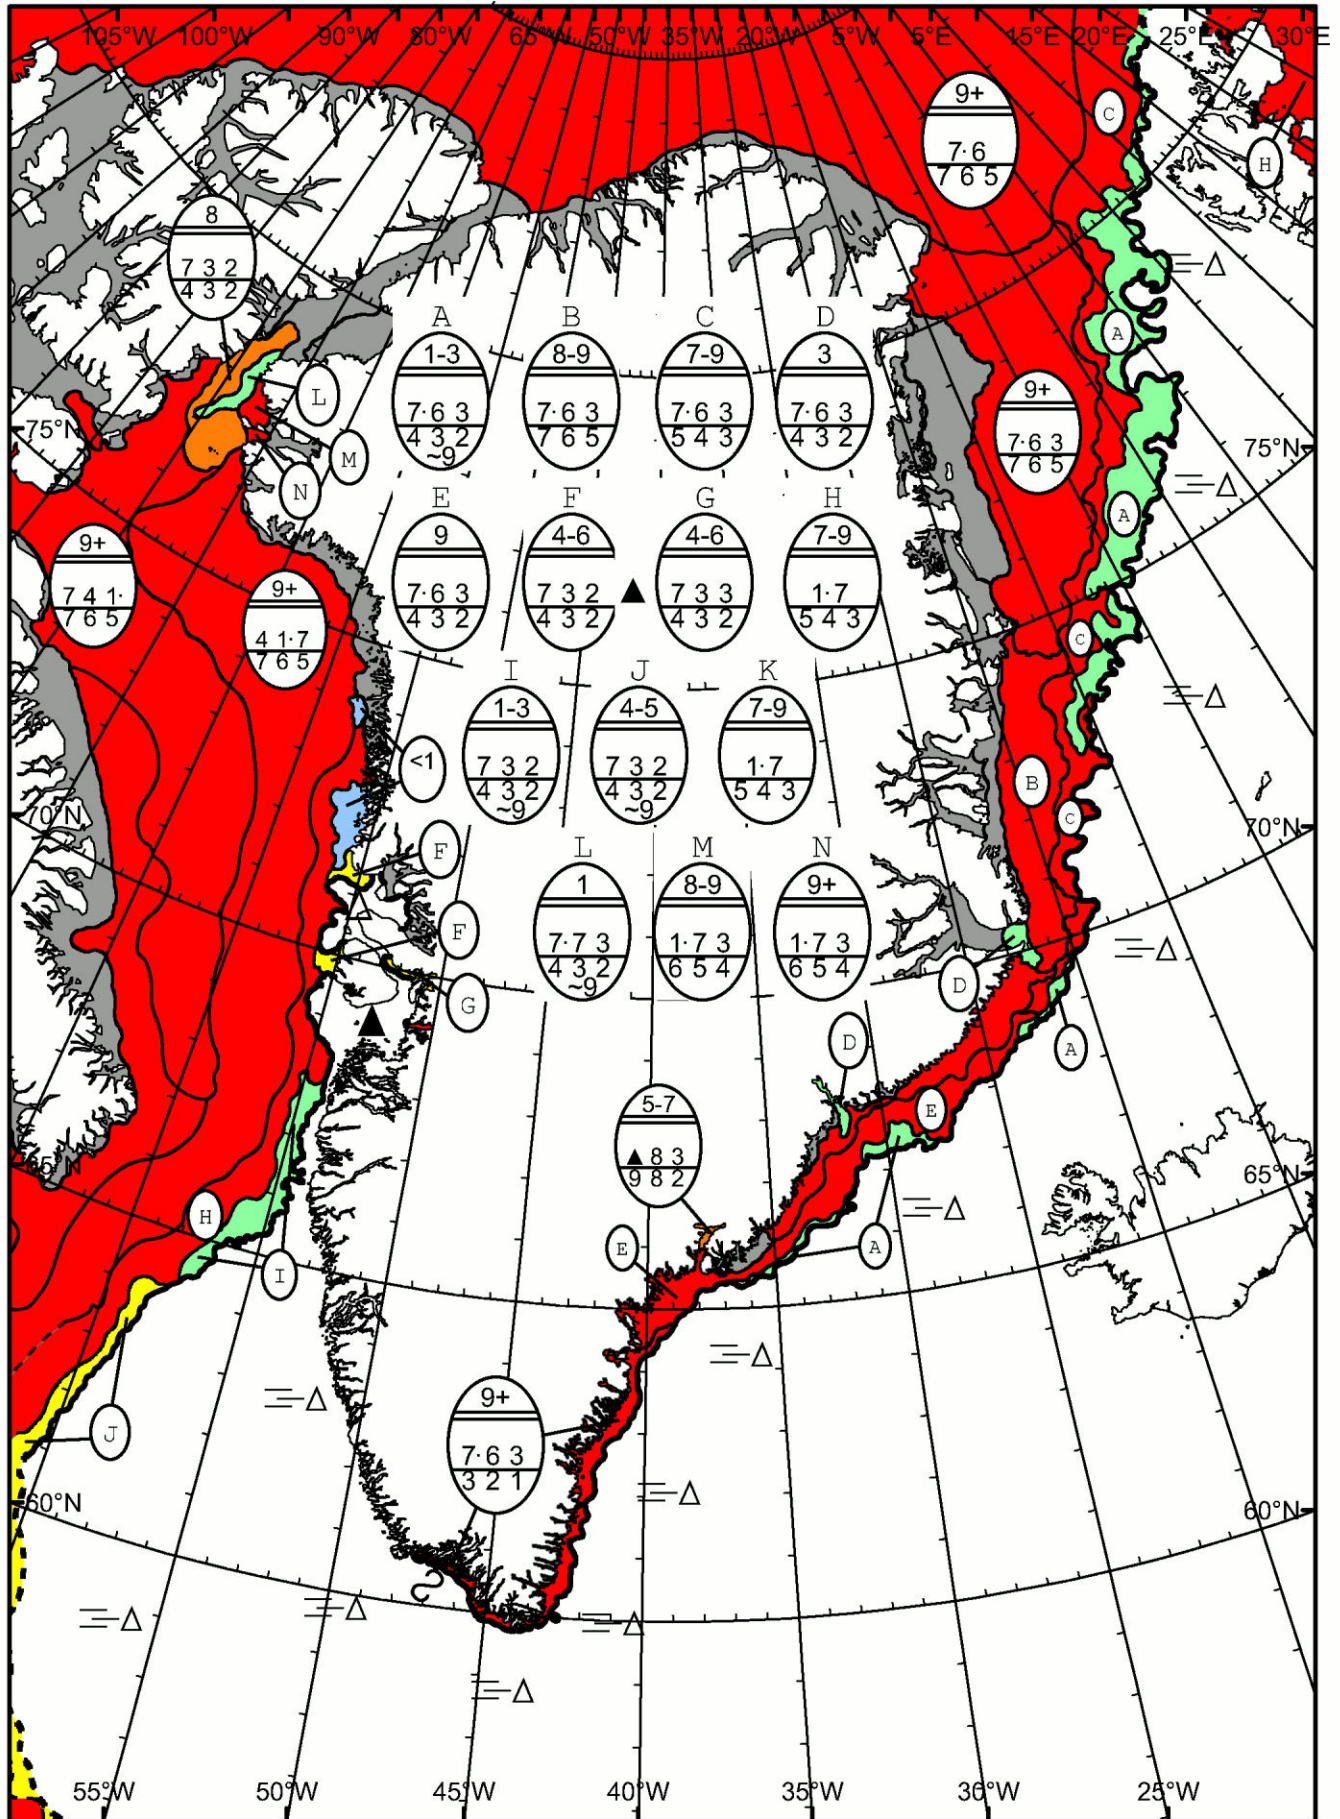 105°W 100°W 90°W 80°W 65°W 50°W 35°W 20°W 5°W 5°E 15°E 20°E 25°E 30°E
9+
7·6
7 6 5
C
H
8
7 3 2
4 3 2
A B C D
1-3 8-9 7-9 3
7·6 3 7·6 3 7·6 3 7·6 3
4 3 2 7 6 5 5 4 3 4 3 2
~9
A
L
M
N
75°N
75°N
9+
7·6 3
7 6 5
A
E F G H
9 4-6 4-6 7-9
7·6 3 7 3 2 7 3 3 1·7
4 3 2 4 3 2 4 3 2 5 4 3
9+
7 4 1·
7 6 5
9+
4 1·7
7 6 5
C
I J K
1-3 4-5 7-9
7 3 2 7 3 2 1·7
4 3 2 4 3 2 5 4 3
~9 ~9
<1
B
C
70°N
70°N
F
F
G
L M N
1 8-9 9+
7·7 3 1·7 3 1·7 3
4 3 2 6 5 4 6 5 4
~9
D
D
A
E
5-7
8 3
9 8 2
65°N
65°N
H
I
E
A
J
9+
7·6 3
3 2 1
60°N
60°N
55°W 50°W 45°W 40°W 35°W 30°W 25°W